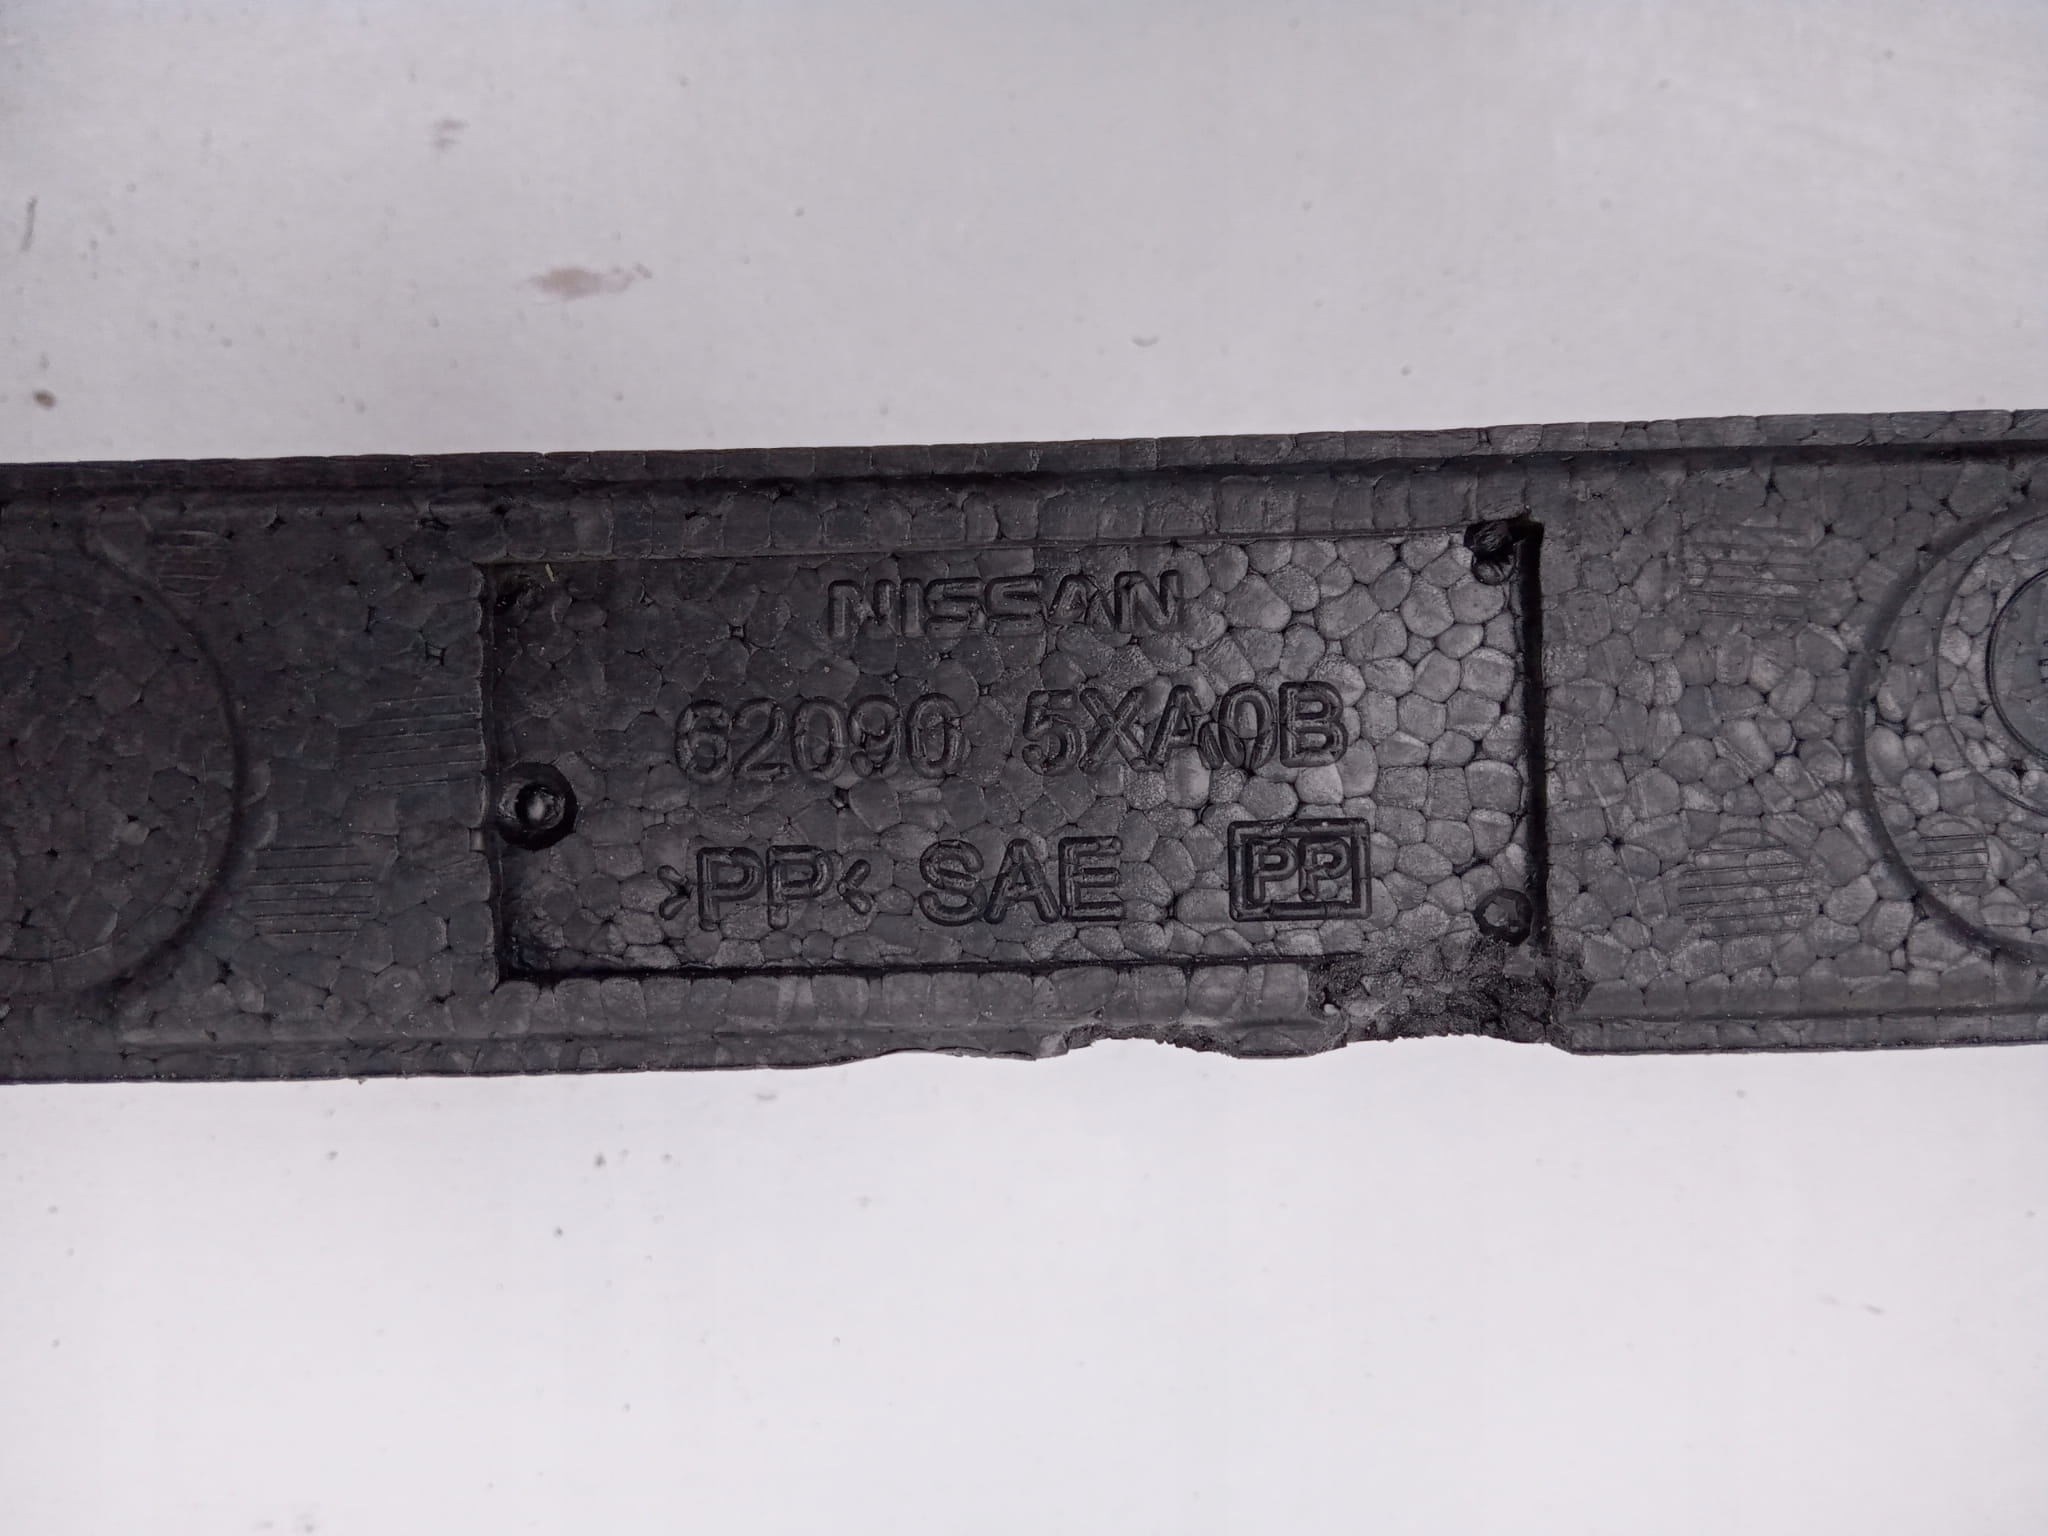 NISSAN
62090 5XA0B
>PP< SAE PP